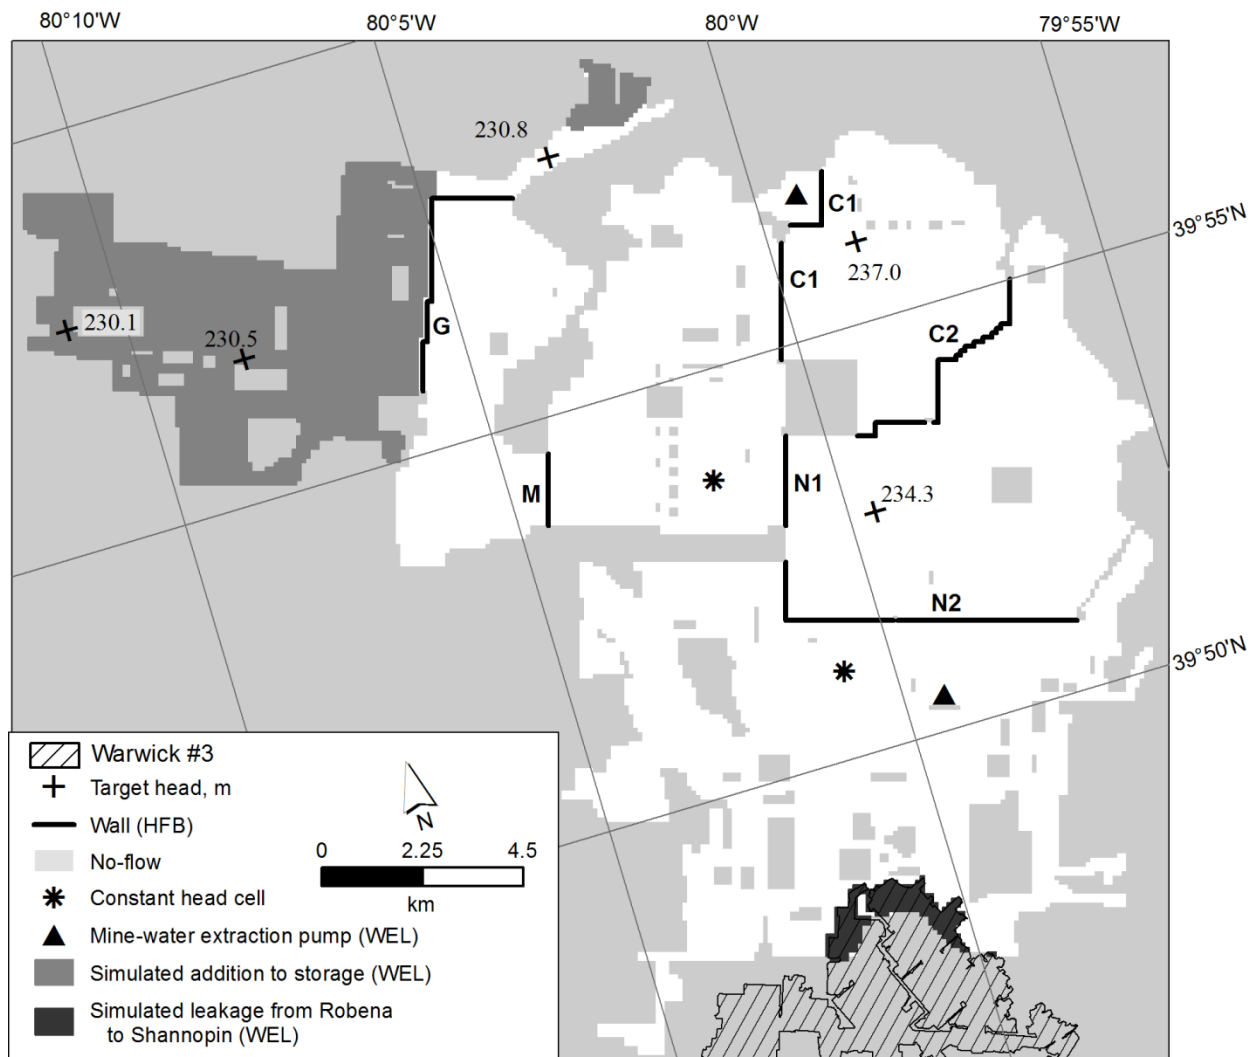 80°10'W
80°5'W
80°W
79°55'W
230.8
C1
39°55'N
237.0
C1
230.1
230.5
G
C2
M
N1
234.3
N2
39°50'N
Warwick #3
Target head, m
Wall (HFB)
No-flow
Constant head cell
Mine-water extraction pump (WEL)
Simulated addition to storage (WEL)
Simulated leakage from Robena
to Shannopin (WEL)
N
0 2.25 4.5
km